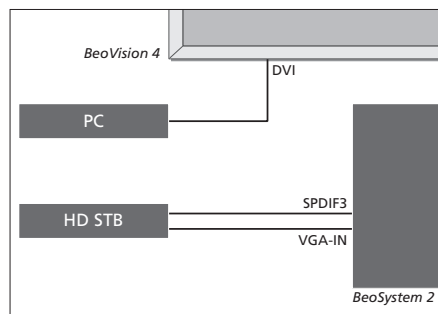 BeoVision 4
DVI
PC
SPDIF3
HD STB
VGA-IN
BeoSystem 2